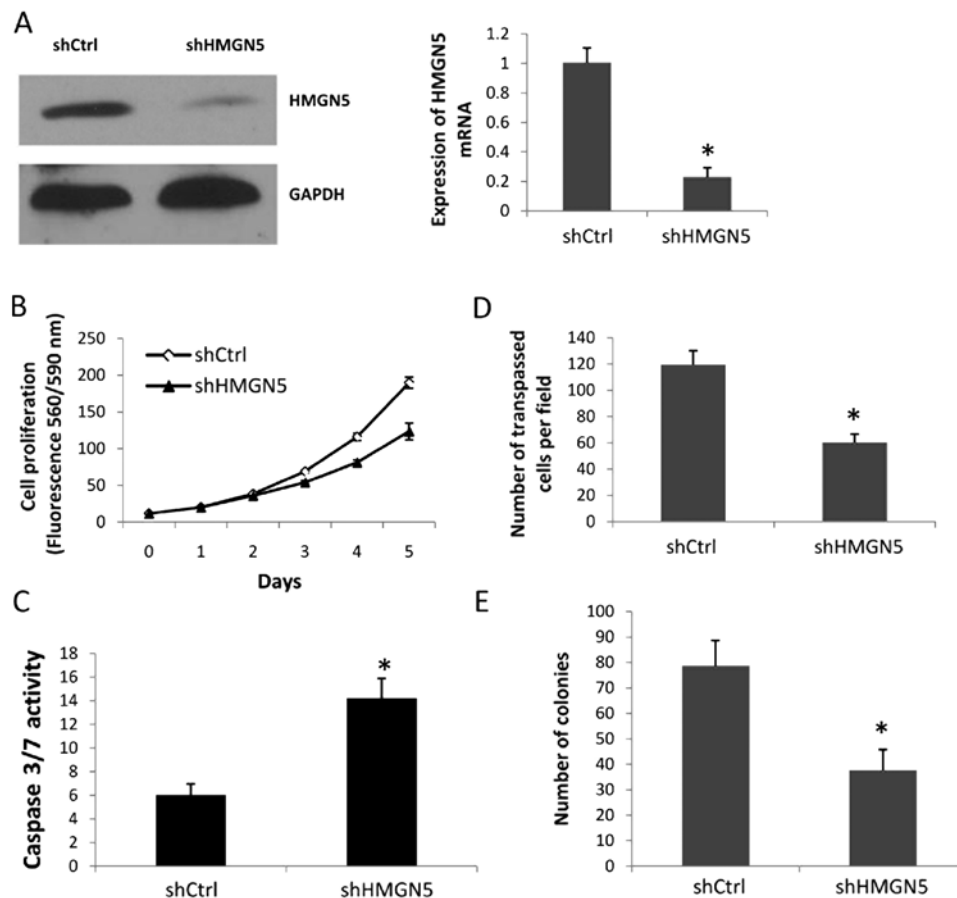 A
shCtrl shHMGN5
HMGN5
GAPDH
Expression of HMGN5
mRNA
1.2
1
0.8
0.6
0.4
0.2
0
*
shCtrl shHMGN5
B
Cell proliferation
(Fluorescence 560/590 nm)
250
200
150
100
50
0
shCtrl
shHMGN5
0 1 2 3 4 5
Days
D
Number of transpassed
cells per field
140
120
100
80
60
40
20
0
*
shCtrl shHMGN5
C
Caspase 3/7 activity
18
16
14
12
10
8
6
4
2
0
*
shCtrl shHMGN5
E
Number of colonies
100
90
80
70
60
50
40
30
20
10
0
*
shCtrl shHMGN5